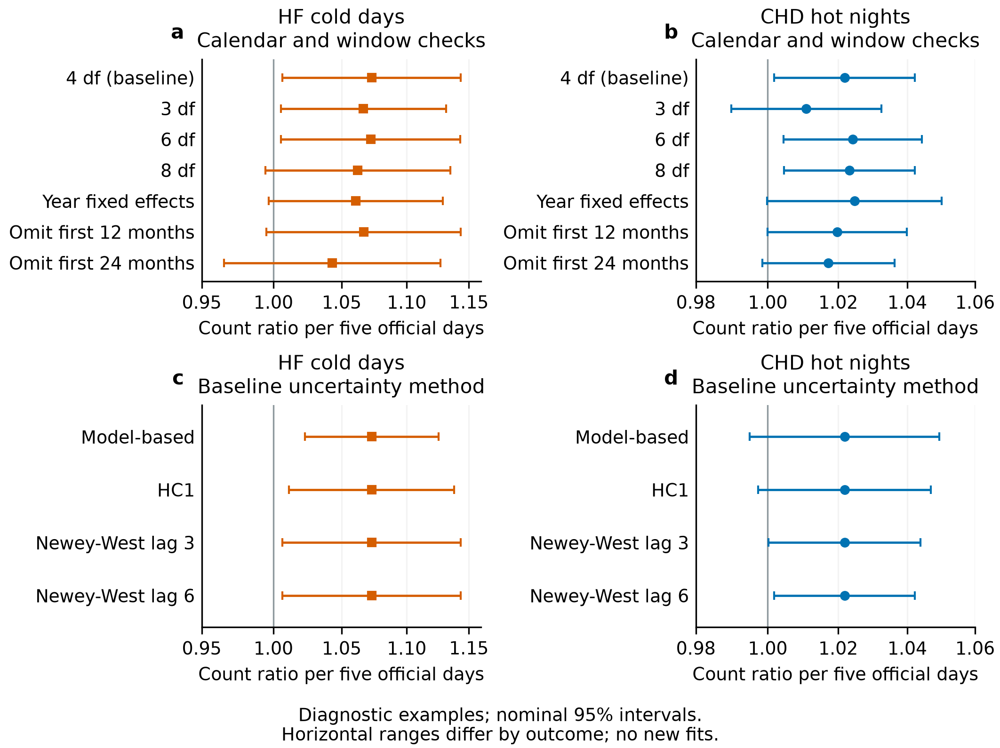 a
HF cold days
Calendar and window checks
4 df (baseline)
3 df
6 df
8 df
Year fixed effects
Omit first 12 months
Omit first 24 months
0.95 1.00 1.05 1.10 1.15
Count ratio per five official days
b
CHD hot nights
Calendar and window checks
4 df (baseline)
3 df
6 df
8 df
Year fixed effects
Omit first 12 months
Omit first 24 months
0.98 1.00 1.02 1.04 1.06
Count ratio per five official days
c
HF cold days
Baseline uncertainty method
Model-based
HC1
Newey-West lag 3
Newey-West lag 6
0.95 1.00 1.05 1.10 1.15
Count ratio per five official days
d
CHD hot nights
Baseline uncertainty method
Model-based
HC1
Newey-West lag 3
Newey-West lag 6
0.98 1.00 1.02 1.04 1.06
Count ratio per five official days
Diagnostic examples; nominal 95% intervals.
Horizontal ranges differ by outcome; no new fits.